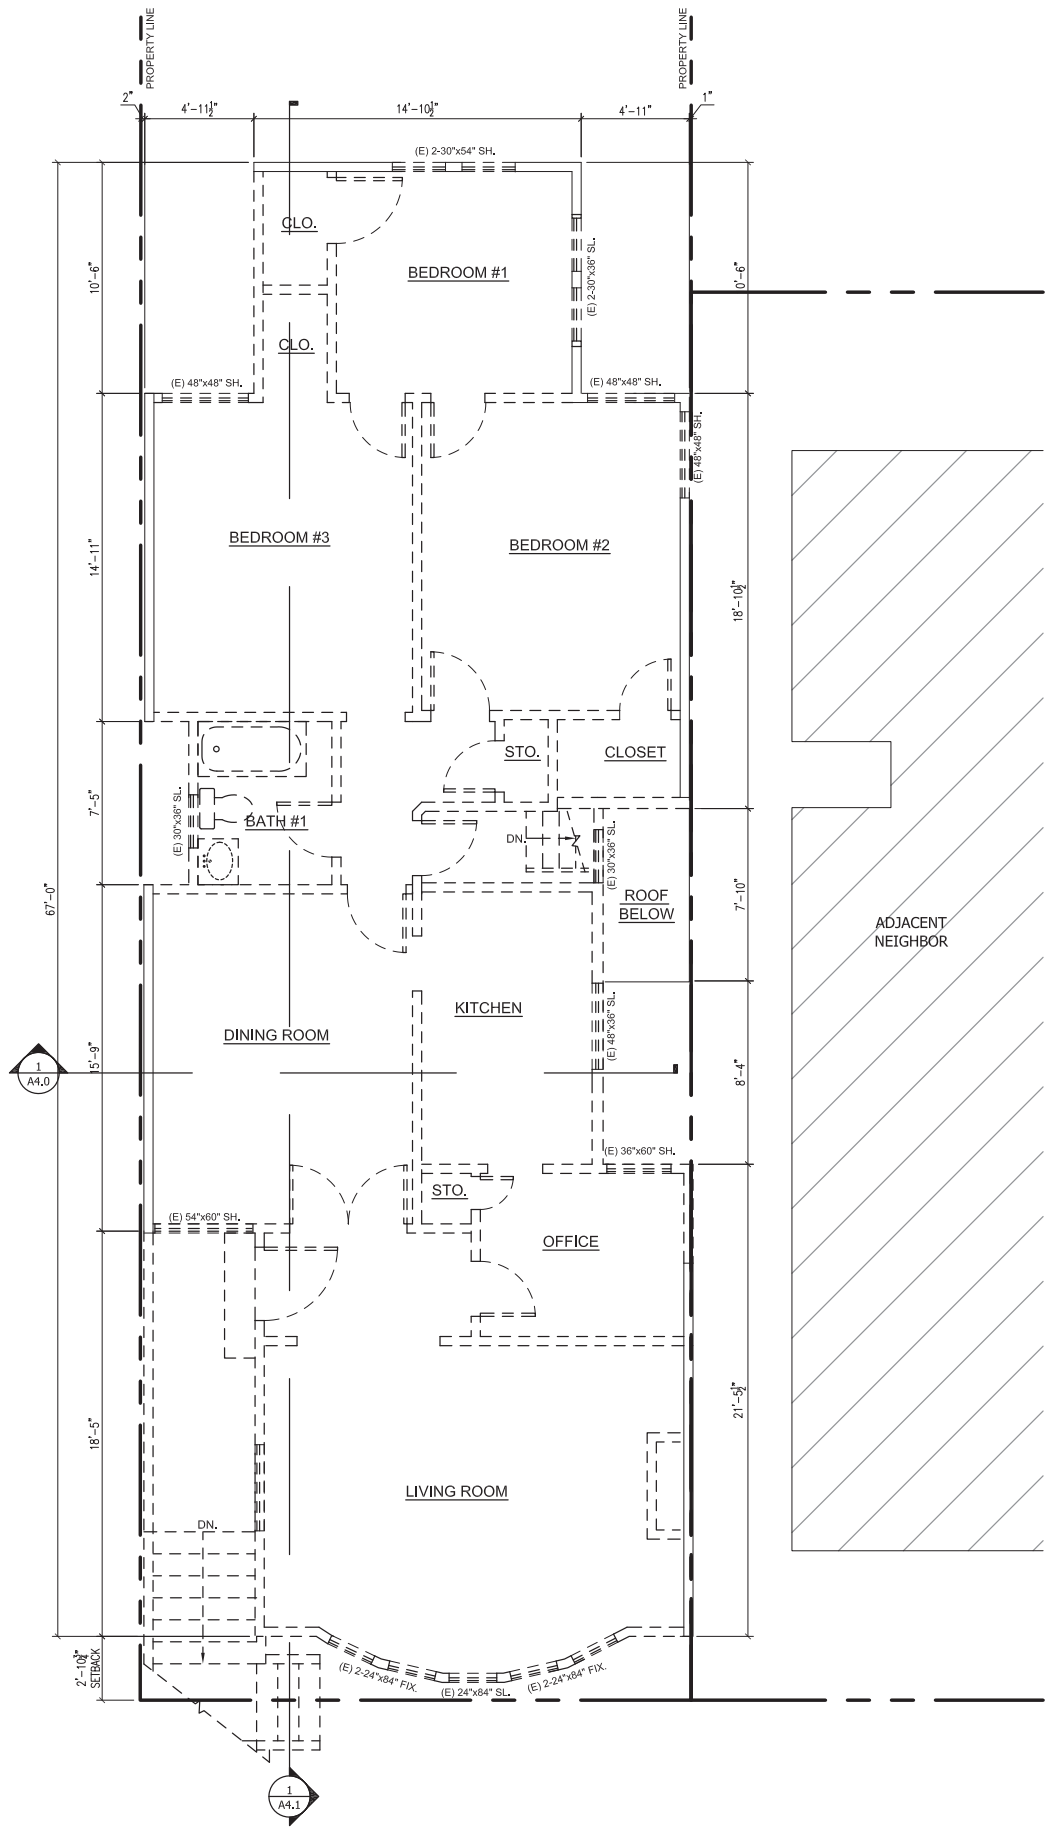 PROPERTY LINE
PROPERTY LINE
2"
4'-11½"
14'-10½"
4'-11"
1"
(E) 2-30"x54" SH.
CLO.
BEDROOM #1
(E) 2-30"x36" SL.
10'-6"
0'-6"
CLO.
(E) 48"x48" SH.
(E) 48"x48" SH.
(E) 48"x48" SH.
BEDROOM #3
BEDROOM #2
14'-11"
18'-10½"
STO.
CLOSET
7'-5"
(E) 30"x36" SL.
BATH #1
DN.
(E) 30"x36" SL.
67'-0"
ROOF
BELOW
7'-10"
ADJACENT
NEIGHBOR
KITCHEN
DINING ROOM
(E) 48"x36" SL.
15'-9"
8'-4"
1
A4.0
(E) 36"x60" SH.
STO.
(E) 54"x60" SH.
OFFICE
18'-5"
21'-5½"
LIVING ROOM
DN.
2'-10¾"
SETBACK
(E) 2-24"x84" FIX.
(E) 24"x84" SL.
(E) 2-24"x84" FIX.
1
A4.1